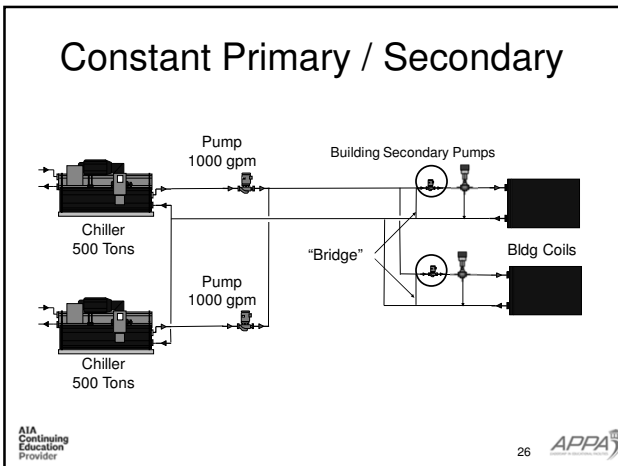 Constant Primary / Secondary
Pump
1000 gpm
Building Secondary Pumps
Chiller
500 Tons
"Bridge"
Bldg Coils
Pump
1000 gpm
Chiller
500 Tons
AIA
Continuing
Education
Provider
26
APPA